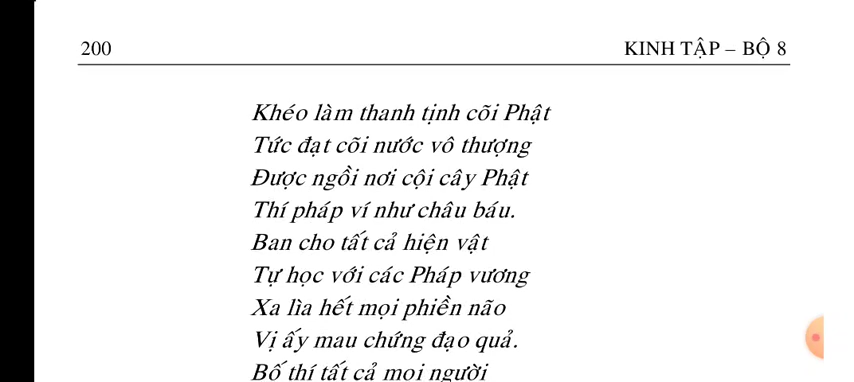 200 KINH TẬP – BỘ 8
Khéo làm thanh tịnh cõi Phật
Tức đạt cõi nước vô thượng
Được ngồi nơi cội cây Phật
Thí pháp ví như châu báu.
Ban cho tất cả hiện vật
Tự học với các Pháp vương
Xa lìa hết mọi phiền não
Vị ấy mau chứng đạo quả.
Bố thí tất cả mọi người